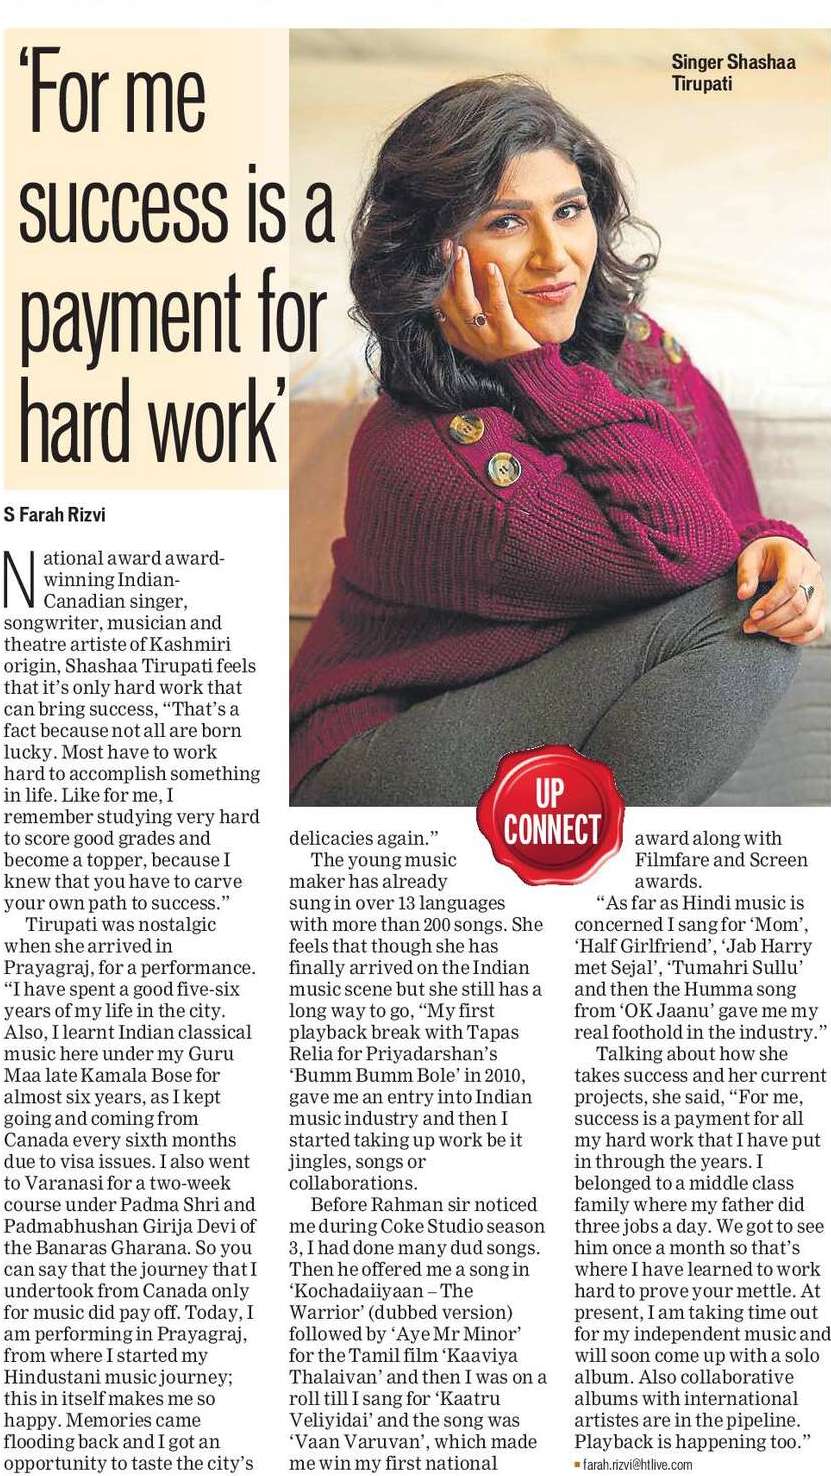 ‘For me
success is a
payment for
hard work’
Singer Shashaa
Tirupati
S Farah Rizvi
National award award-
winning Indian-
Canadian singer,
songwriter, musician and
theatre artiste of Kashmiri
origin, Shashaa Tirupati feels
that it’s only hard work that
can bring success, “That’s a
fact because not all are born
lucky. Most have to work
hard to accomplish something
in life. Like for me, I
remember studying very hard
to score good grades and
become a topper, because I
knew that you have to carve
your own path to success.”
Tirupati was nostalgic
when she arrived in
Prayagraj, for a performance.
“I have spent a good five-six
years of my life in the city.
Also, I learnt Indian classical
music here under my Guru
Maa late Kamala Bose for
almost six years, as I kept
going and coming from
Canada every sixth months
due to visa issues. I also went
to Varanasi for a two-week
course under Padma Shri and
Padmabhushan Girija Devi of
the Banaras Gharana. So you
can say that the journey that I
undertook from Canada only
for music did pay off. Today, I
am performing in Prayagraj,
from where I started my
Hindustani music journey;
this in itself makes me so
happy. Memories came
flooding back and I got an
opportunity to taste the city’s
delicacies again.”
The young music
maker has already
sung in over 13 languages
with more than 200 songs. She
feels that though she has
finally arrived on the Indian
music scene but she still has a
long way to go, “My first
playback break with Tapas
Relia for Priyadarshan’s
‘Bumm Bumm Bole’ in 2010,
gave me an entry into Indian
music industry and then I
started taking up work be it
jingles, songs or
collaborations.
Before Rahman sir noticed
me during Coke Studio season
3, I had done many dud songs.
Then he offered me a song in
‘Kochadaiiyaan – The
Warrior’ (dubbed version)
followed by ‘Aye Mr Minor’
for the Tamil film ‘Kaaviya
Thalaivan’ and then I was on a
roll till I sang for ‘Kaatru
Veliyidai’ and the song was
‘Vaan Varuvan’, which made
me win my first national
UP
CONNECT
award along with
Filmfare and Screen
awards.
“As far as Hindi music is
concerned I sang for ‘Mom’,
‘Half Girlfriend’, ‘Jab Harry
met Sejal’, ‘Tumahri Sullu’
and then the Humma song
from ‘OK Jaanu’ gave me my
real foothold in the industry.”
Talking about how she
takes success and her current
projects, she said, “For me,
success is a payment for all
my hard work that I have put
in through the years. I
belonged to a middle class
family where my father did
three jobs a day. We got to see
him once a month so that’s
where I have learned to work
hard to prove your mettle. At
present, I am taking time out
for my independent music and
will soon come up with a solo
album. Also collaborative
albums with international
artistes are in the pipeline.
Playback is happening too.”
farah.rizvi@htlive.com